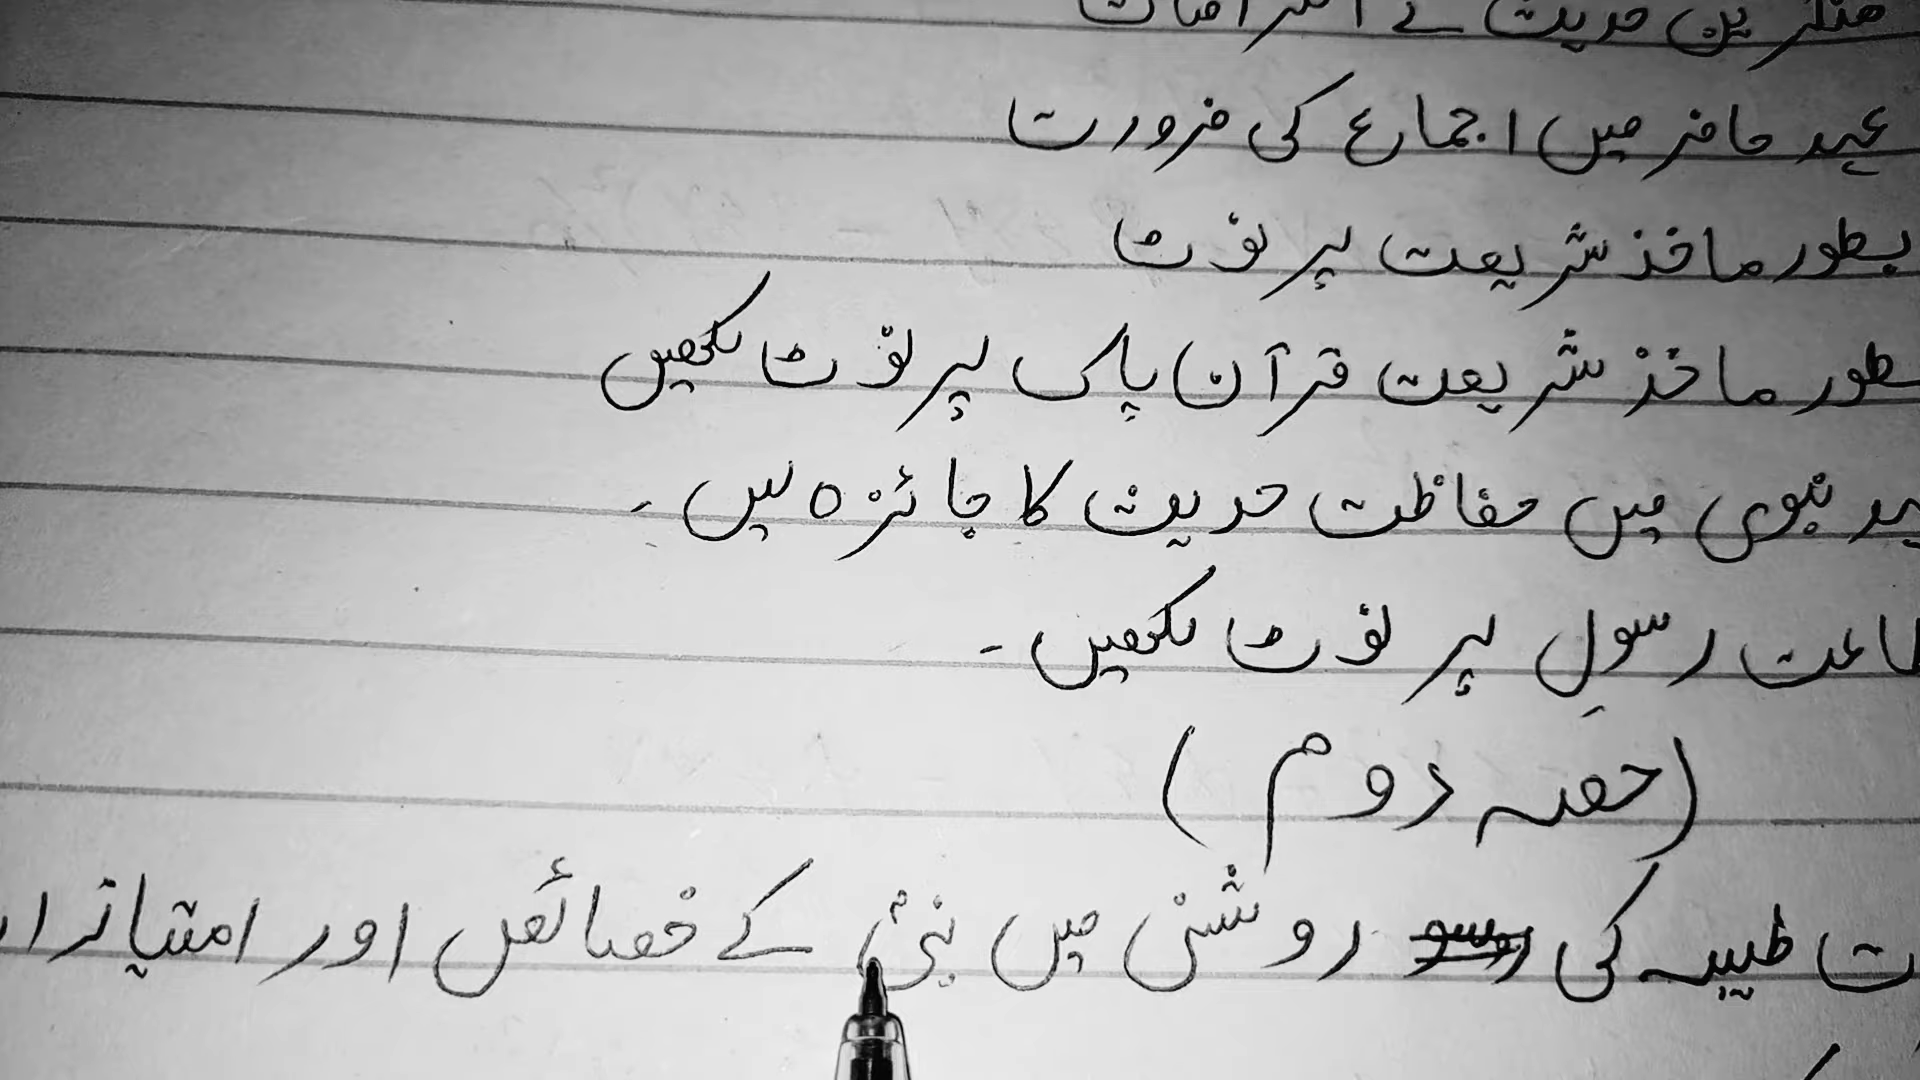 منکرین حدیث کے اعتراضات
عہد حاضر میں اجماع کی ضرورت
بطور ماخذ شریعت پر نوٹ
بطور ماخذ شریعت قرآن پاک پر نوٹ لکھیں
عہد نبوی میں حفاظت حدیث کا جائزہ لیں۔
رسولِ پر نوٹ لکھیں۔
(حصہ دوم)
طیبہ کی روشنی میں نبیؐ کے خصائص اور